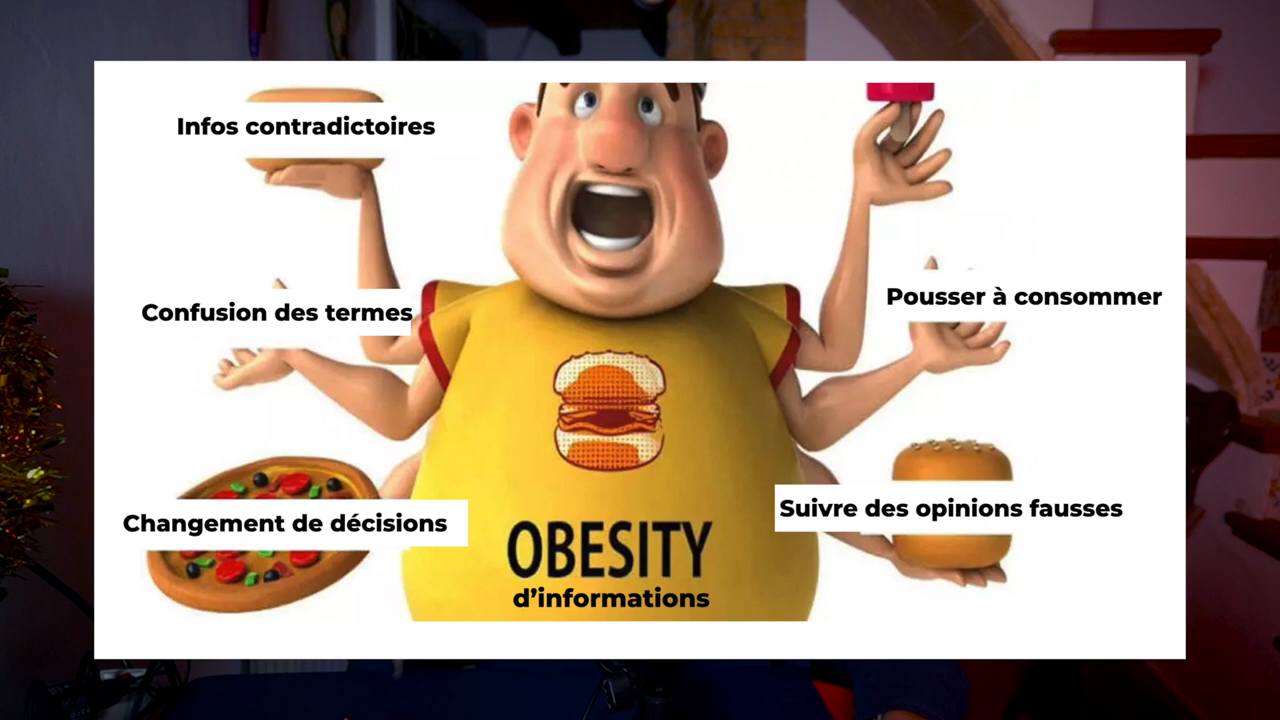 Infos contradictoires
Pousser à consommer
Confusion des termes
Suivre des opinions fausses
Changement de décisions
OBESITY
d’informations